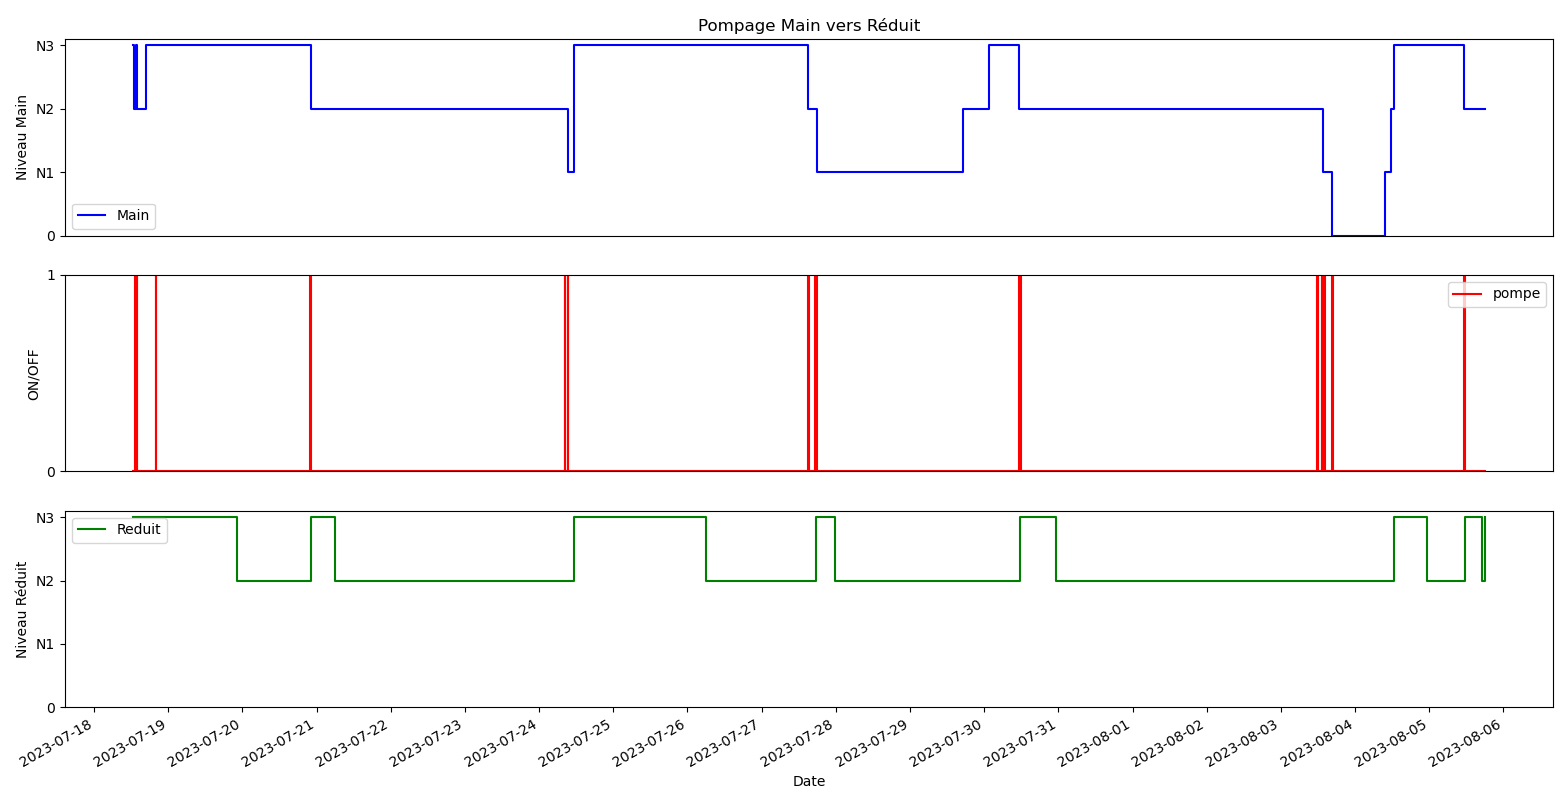 Pompage Main vers Réduit
N3
N2
N1
0
Niveau Main
Main
1
0
ON/OFF
pompe
N3
N2
N1
0
Niveau Réduit
Reduit
2023-07-18
2023-07-19
2023-07-20
2023-07-21
2023-07-22
2023-07-23
2023-07-24
2023-07-25
2023-07-26
2023-07-27
2023-07-28
2023-07-29
2023-07-30
2023-07-31
2023-08-01
2023-08-02
2023-08-03
2023-08-04
2023-08-05
2023-08-06
Date